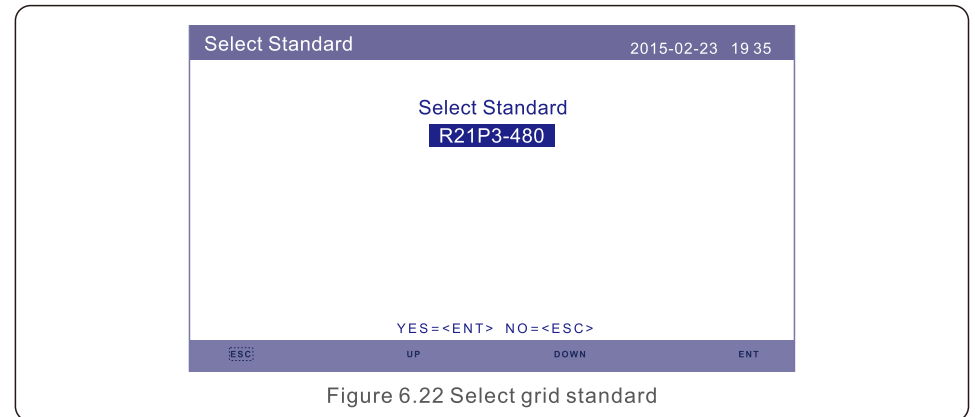 Select Standard 2015-02-23 19 35
Select Standard
R21P3-480
YES=<ENT> NO=<ESC>
ESC UP DOWN ENT
Figure 6.22 Select grid standard